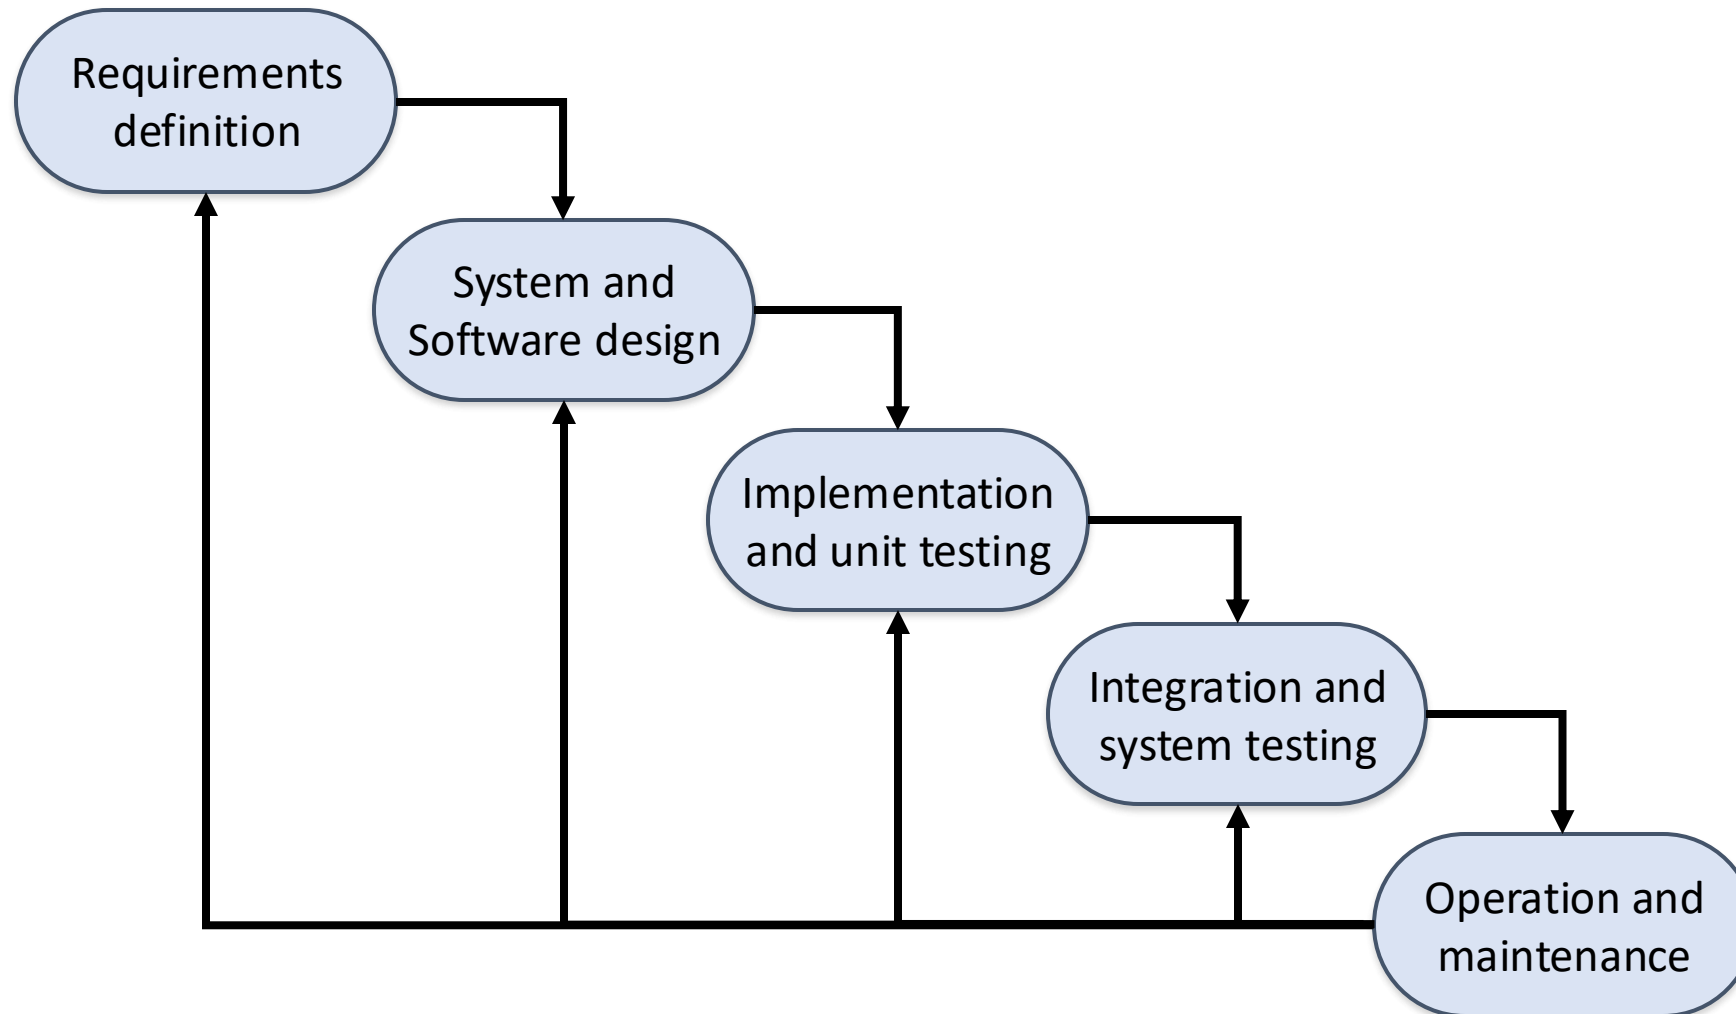 Requirements
definition
System and
Software design
Implementation
and unit testing
Integration and
system testing
Operation and
maintenance